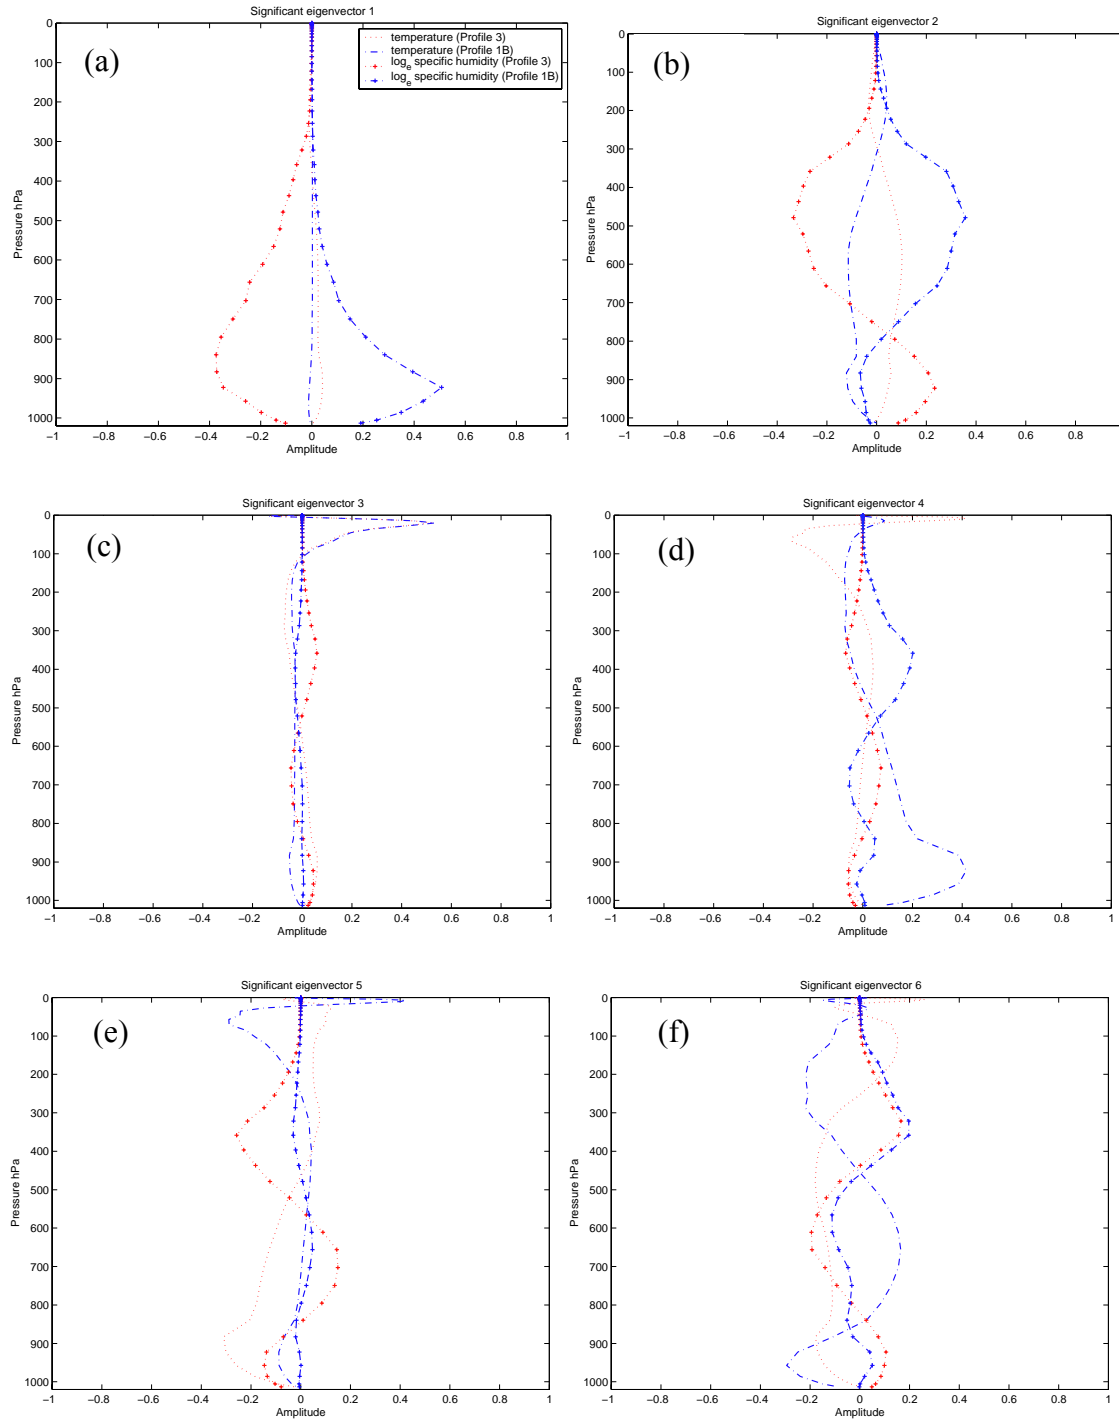 Significant eigenvector 1
(a)
temperature (Profile 3)
temperature (Profile 1B)
log_e specific humidity (Profile 3)
log_e specific humidity (Profile 1B)
0
100
200
300
400
500
600
700
800
900
1000
Pressure hPa
−1 −0.8 −0.6 −0.4 −0.2 0 0.2 0.4 0.6 0.8 1
Amplitude
Significant eigenvector 2
(b)
0
100
200
300
400
500
600
700
800
900
1000
Pressure hPa
−1 −0.8 −0.6 −0.4 −0.2 0 0.2 0.4 0.6 0.8
Amplitude
Significant eigenvector 3
(c)
0
100
200
300
400
500
600
700
800
900
1000
Pressure hPa
−1 −0.8 −0.6 −0.4 −0.2 0 0.2 0.4 0.6 0.8 1
Amplitude
Significant eigenvector 4
(d)
0
100
200
300
400
500
600
700
800
900
1000
Pressure hPa
−1 −0.8 −0.6 −0.4 −0.2 0 0.2 0.4 0.6 0.8 1
Amplitude
Significant eigenvector 5
(e)
0
100
200
300
400
500
600
700
800
900
1000
Pressure hPa
−1 −0.8 −0.6 −0.4 −0.2 0 0.2 0.4 0.6 0.8 1
Amplitude
Significant eigenvector 6
(f)
0
100
200
300
400
500
600
700
800
900
1000
Pressure hPa
−1 −0.8 −0.6 −0.4 −0.2 0 0.2 0.4 0.6 0.8 1
Amplitude